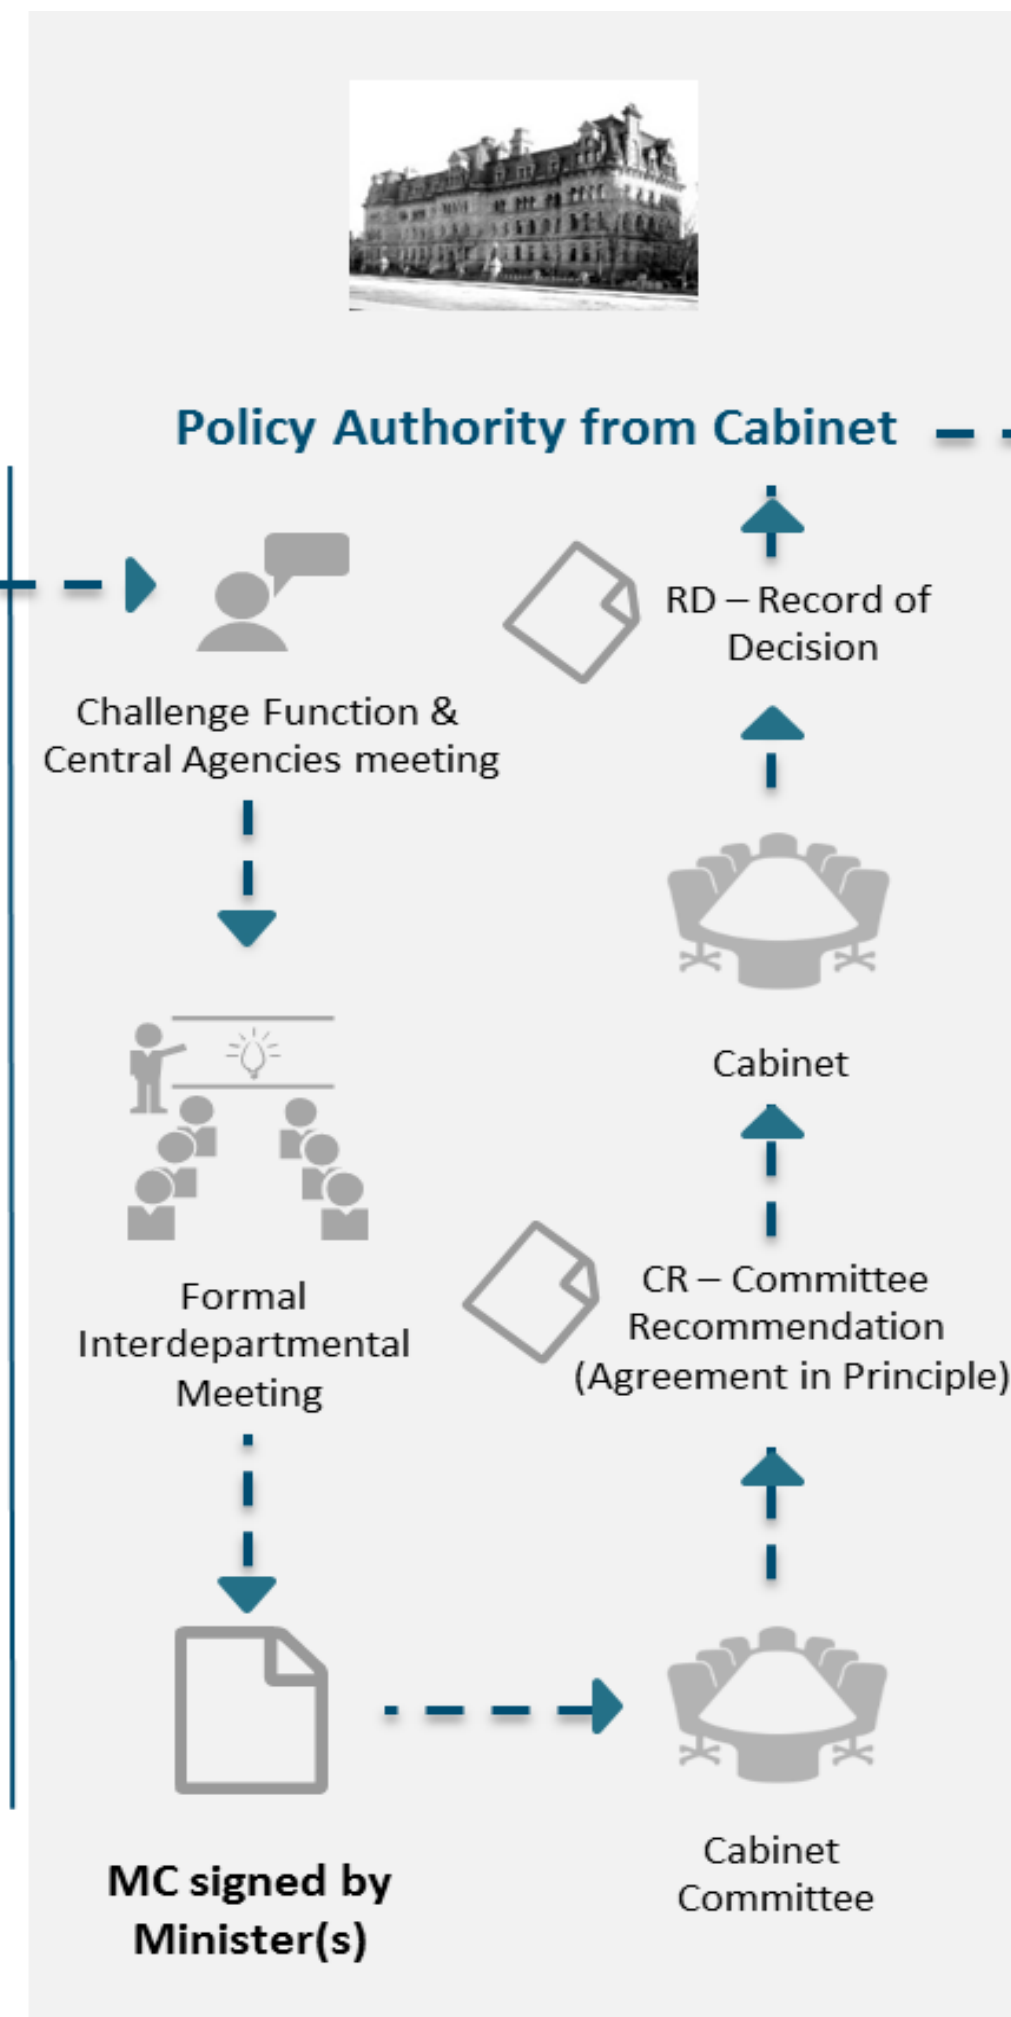 Policy Authority from Cabinet
Challenge Function &
Central Agencies meeting
Formal
Interdepartmental
Meeting
MC signed by
Minister(s)
Cabinet
Committee
CR – Committee
Recommendation
(Agreement in Principle)
Cabinet
RD – Record of
Decision